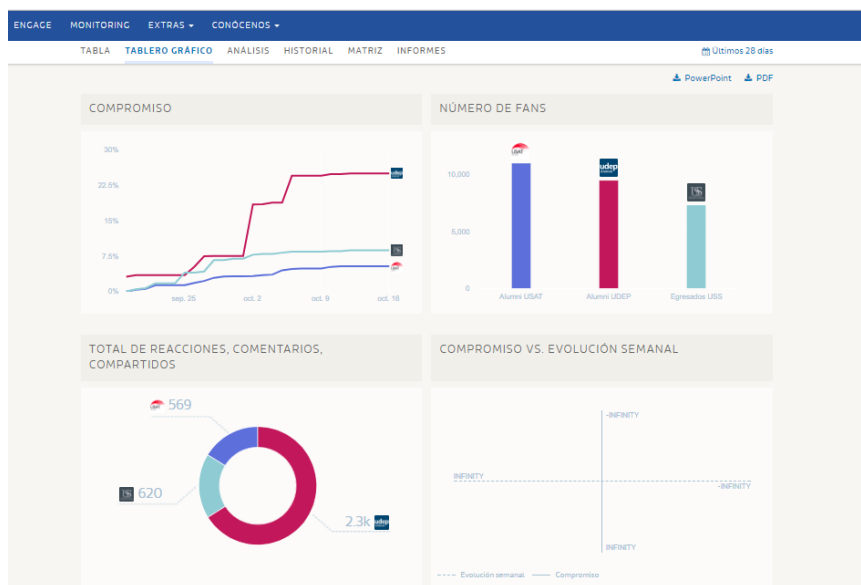 ENGAGE MONITORING EXTRAS CONÓCENOS
TABLA TABLERO GRÁFICO ANÁLISIS HISTORIAL MATRIZ INFORMES Últimos 28 días
PowerPoint PDF
COMPROMISO
30%
22.5%
15%
7.5%
0%
sep. 25 oct. 2 oct. 9 oct. 16
udep
NÚMERO DE FANS
10,000
5,000
0
USAT
udep
Alumni USAT Alumni UDEP Egresados USS
TOTAL DE REACCIONES, COMENTARIOS,
COMPARTIDOS
569
620
2.3k udep
COMPROMISO VS. EVOLUCIÓN SEMANAL
-INFINITY
INFINITY
-INFINITY
INFINITY
Evolución semanal Compromiso